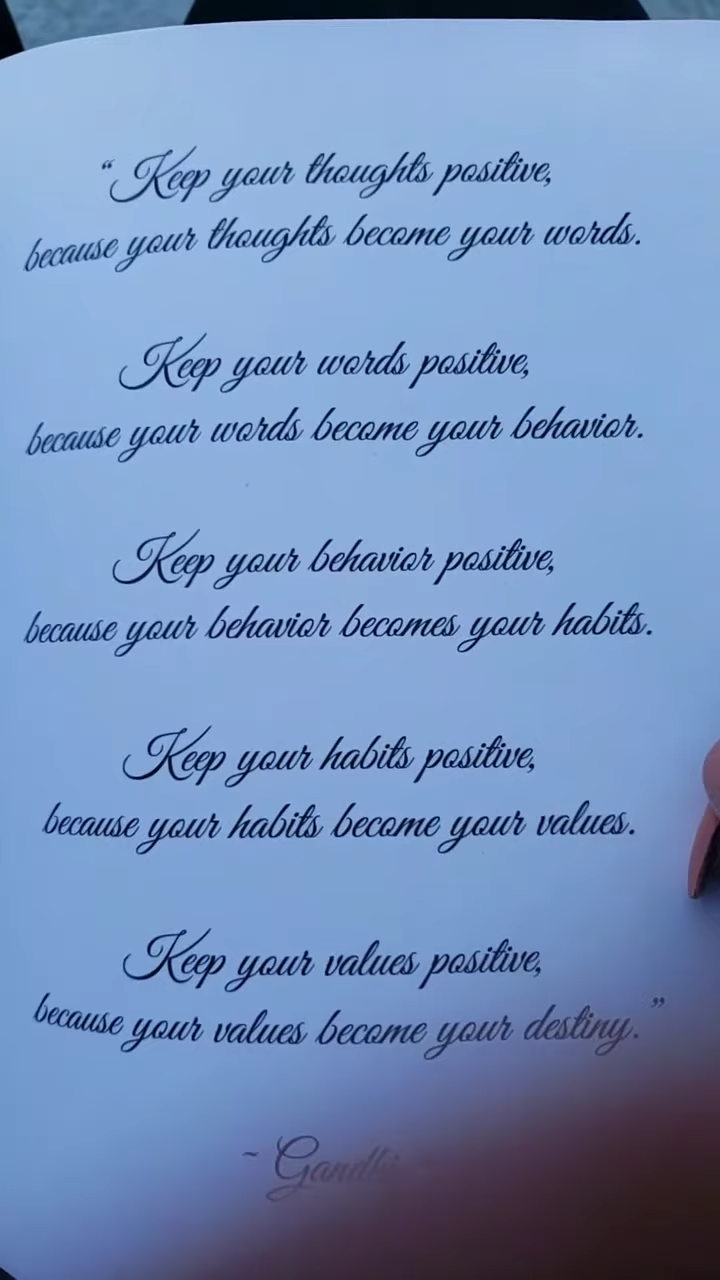 “Keep your thoughts positive,
because your thoughts become your words.
Keep your words positive,
because your words become your behavior.
Keep your behavior positive,
because your behavior becomes your habits.
Keep your habits positive,
because your habits become your values.
Keep your values positive,
because your values become your destiny.”
~ Gandhi